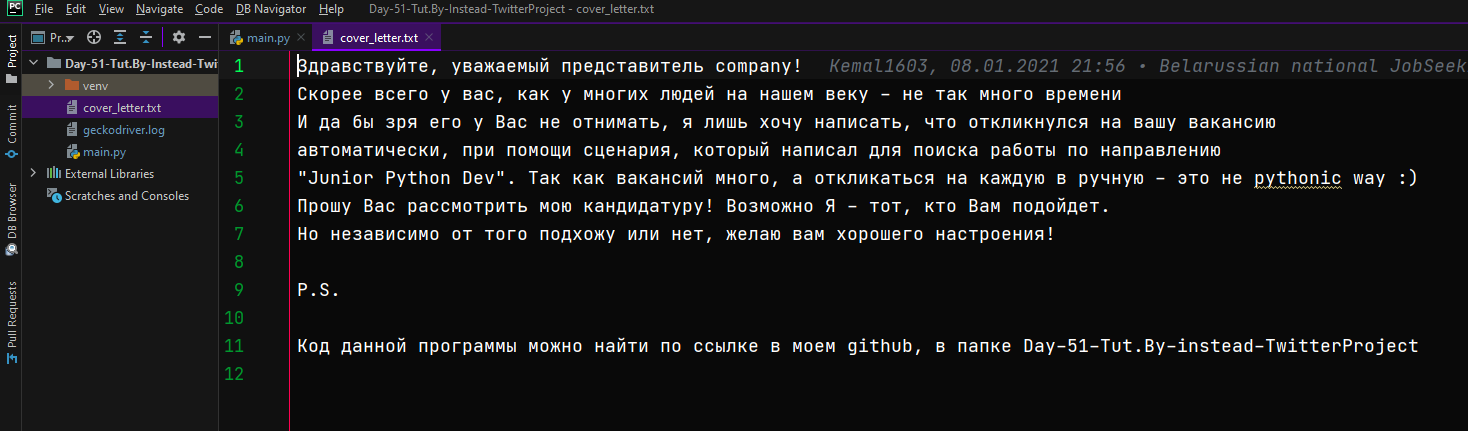 PC File Edit View Navigate Code DB Navigator Help Day-51-Tut.By-Instead-TwitterProject - cover_letter.txt
Project
Commit
DB Browser
Pull Requests
Pr...
Day-51-Tut.By-Instead-Twi
venv
cover_letter.txt
geckodriver.log
main.py
External Libraries
Scratches and Consoles
main.py cover_letter.txt
1 Здравствуйте, уважаемый представитель company! Kemal1603, 08.01.2021 21:56 • Belarussian national JobSeek
2 Скорее всего у вас, как у многих людей на нашем веку – не так много времени
3 И да бы зря его у Вас не отнимать, я лишь хочу написать, что откликнулся на вашу вакансию
4 автоматически, при помощи сценария, который написал для поиска работы по направлению
5 "Junior Python Dev". Так как вакансий много, а откликаться на каждую в ручную – это не pythonic way :)
6 Прошу Вас рассмотреть мою кандидатуру! Возможно Я – тот, кто Вам подойдет.
7 Но независимо от того подхожу или нет, желаю вам хорошего настроения!
8
9 P.S.
10
11 Код данной программы можно найти по ссылке в моем github, в папке Day-51-Tut.By-instead-TwitterProject
12